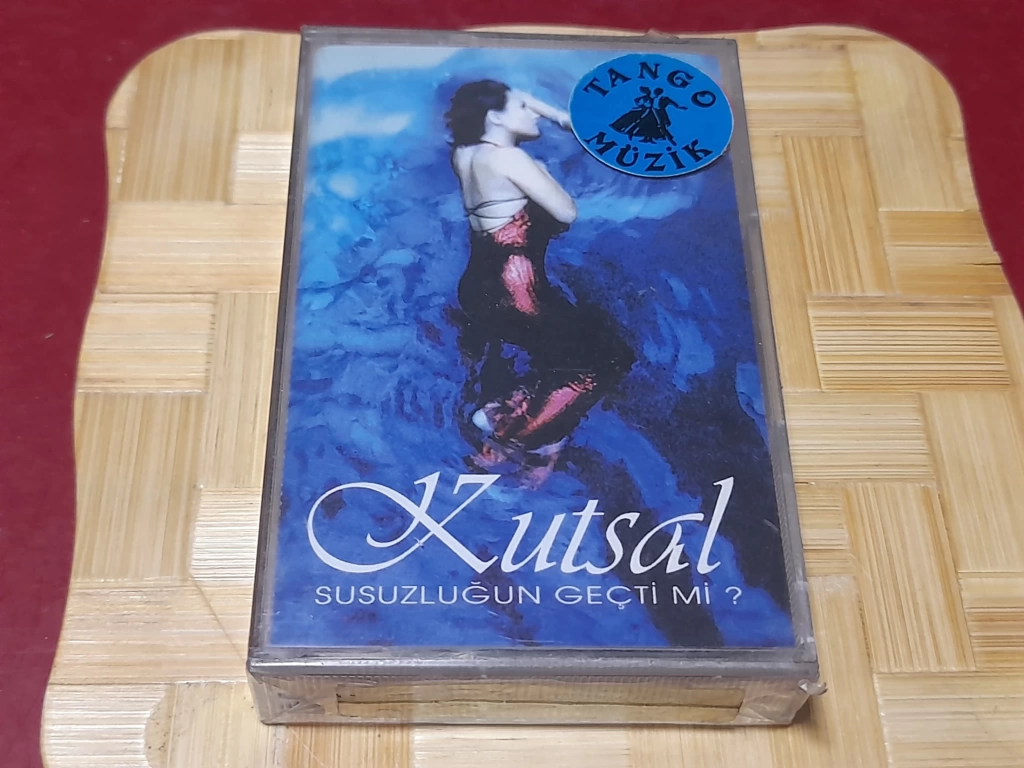 TANGO
MÜZİK
Kutsal
SUSUZLUĞUN GEÇTİ Mİ ?